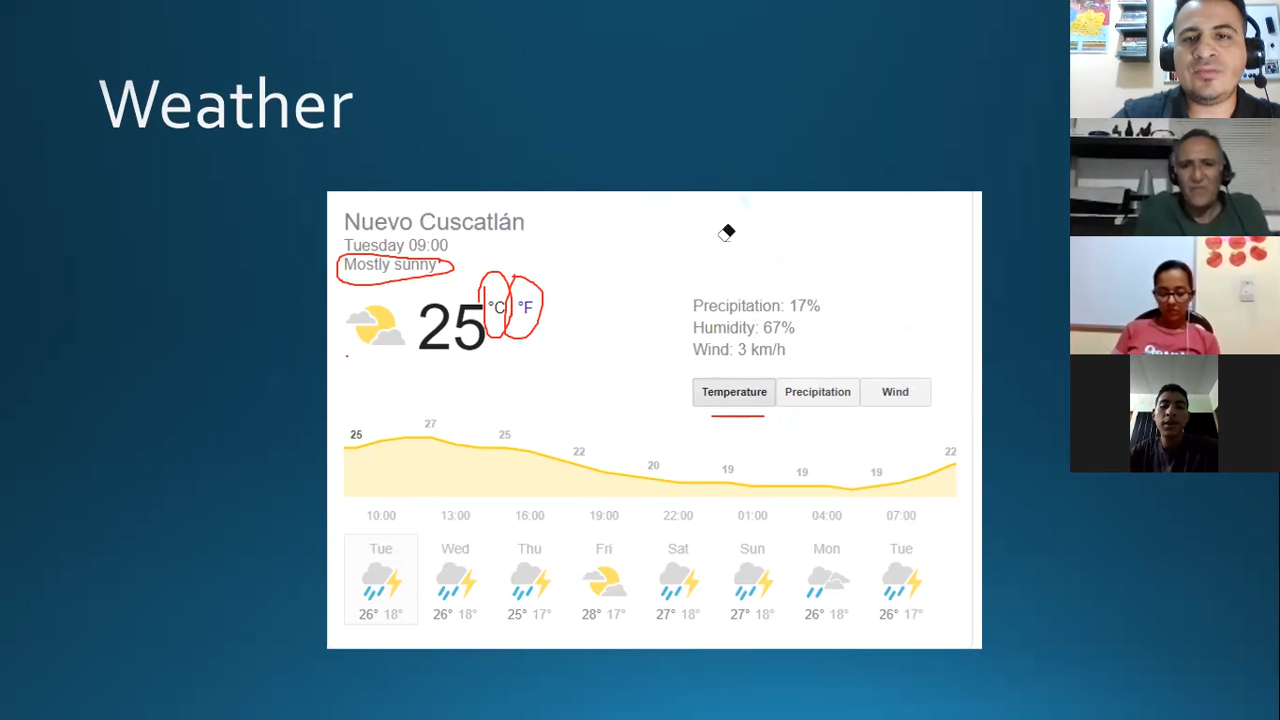 Weather
Nuevo Cuscatlán
Tuesday 09:00
Mostly sunny
25 °C °F
Precipitation: 17%
Humidity: 67%
Wind: 3 km/h
Temperature Precipitation Wind
25 27 25 22 20 19 19 19 22
10:00 13:00 16:00 19:00 22:00 01:00 04:00 07:00
Tue Wed Thu Fri Sat Sun Mon Tue
26° 18° 26° 18° 25° 17° 28° 17° 27° 18° 27° 18° 26° 18° 26° 17°